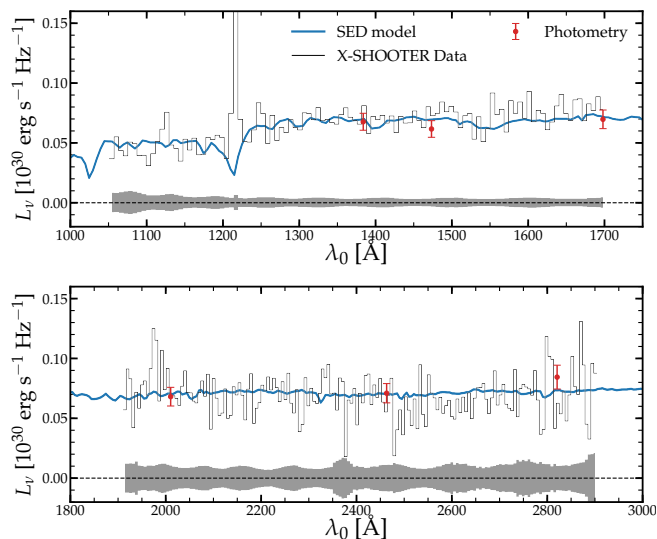 SED model
X-SHOOTER Data
Photometry
0.15
0.10
0.05
0.00
L_ν [10^30 erg s^−1 Hz^−1]
1000 1100 1200 1300 1400 1500 1600 1700
λ_0 [Å]
0.15
0.10
0.05
0.00
L_ν [10^30 erg s^−1 Hz^−1]
1800 2000 2200 2400 2600 2800 3000
λ_0 [Å]